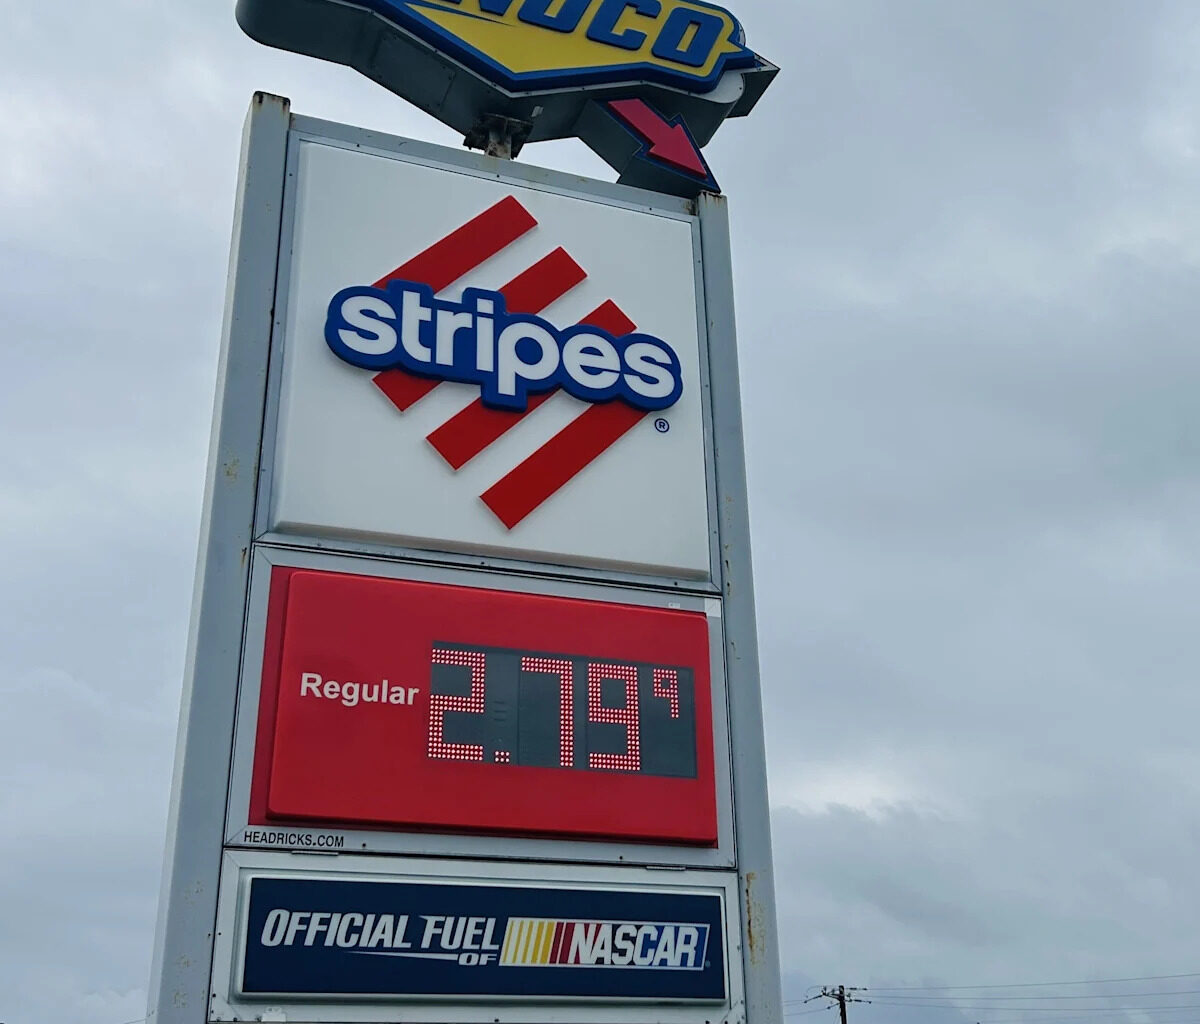 stripes
®
Regular 2.79 9
HEADRICKS.COM
OFFICIAL FUEL OF NASCAR